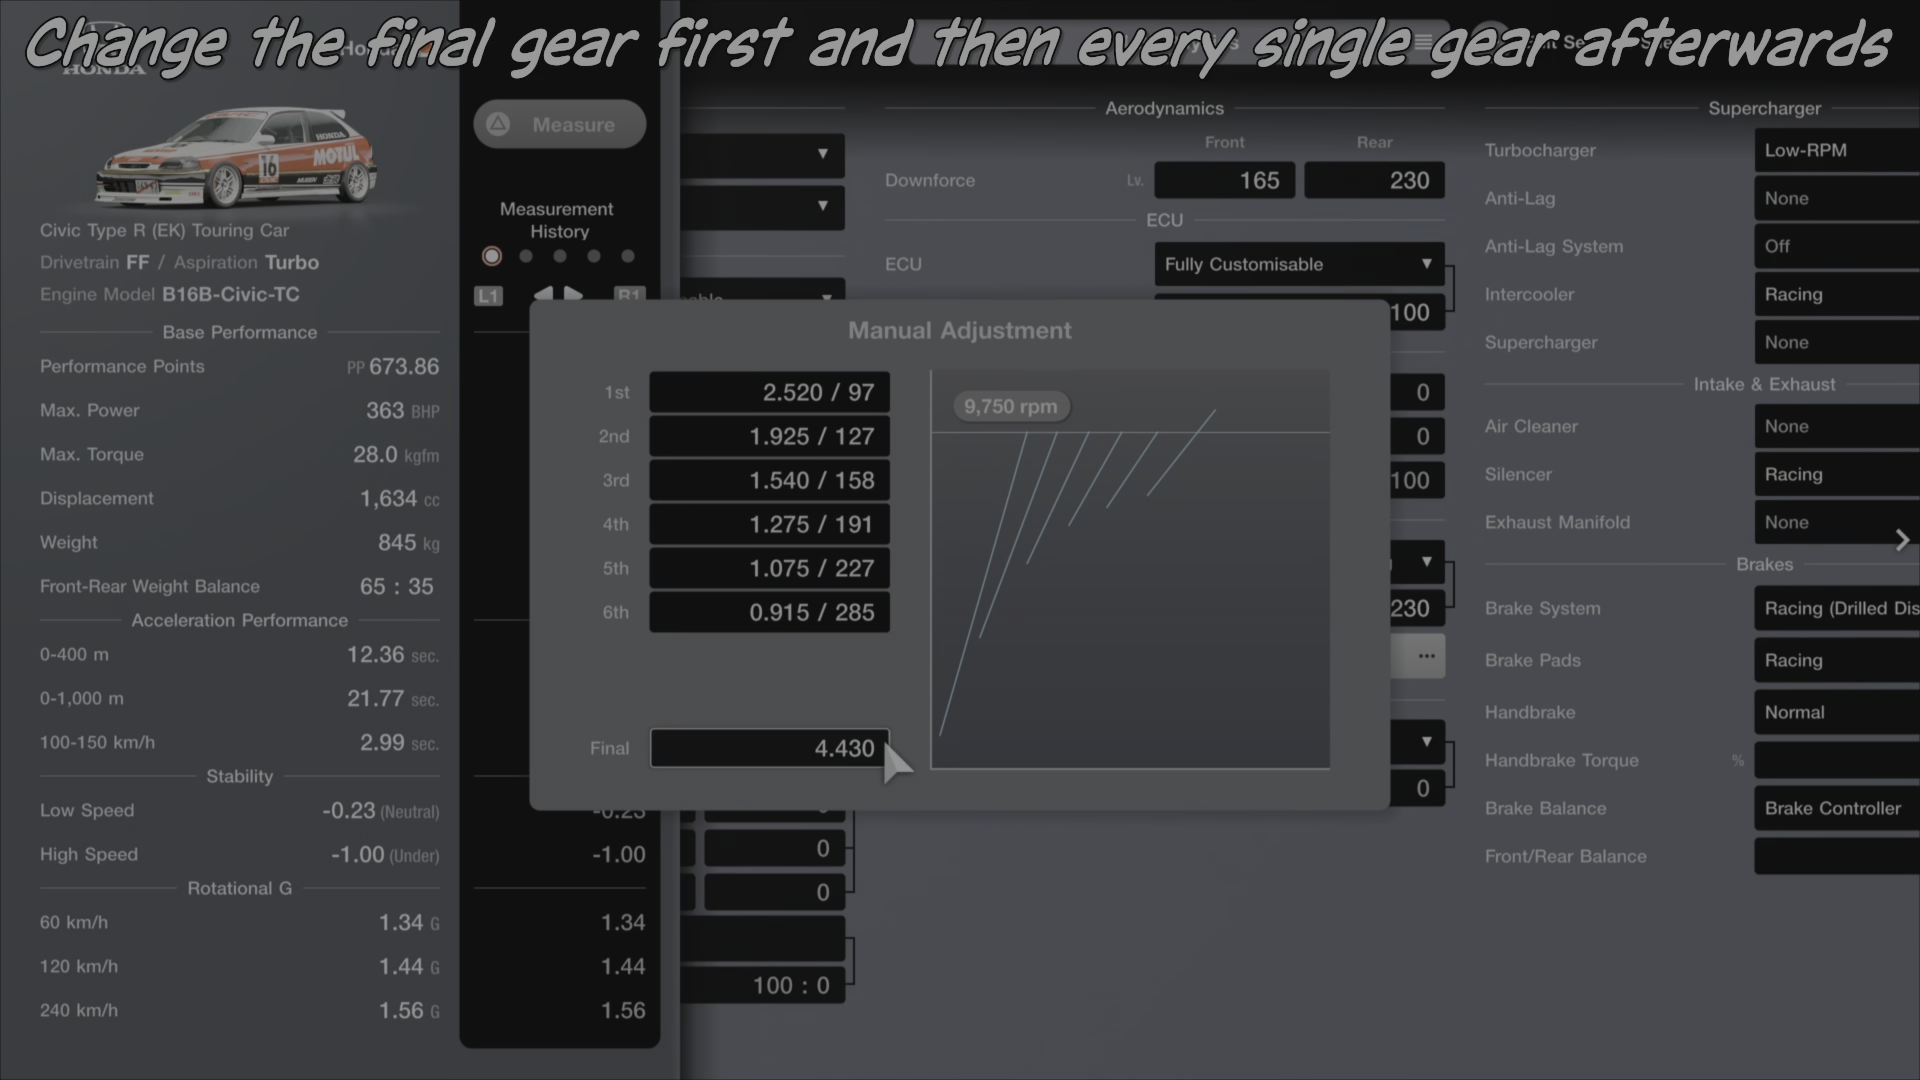 Change the final gear first and then every single gear afterwards
HONDA
MOTUL
HONDA
16
Civic Type R (EK) Touring Car
Drivetrain FF / Aspiration Turbo
Engine Model B16B-Civic-TC
Base Performance
Performance Points PP 673.86
Max. Power 363 BHP
Max. Torque 28.0 kgfm
Displacement 1,634 cc
Weight 845 kg
Front-Rear Weight Balance 65 : 35
Acceleration Performance
0-400 m 12.36 sec.
0-1,000 m 21.77 sec.
100-150 km/h 2.99 sec.
Stability
Low Speed -0.23 (Neutral)
High Speed -1.00 (Under)
Rotational G
60 km/h 1.34 G
120 km/h 1.44 G
240 km/h 1.56 G
Measure
Measurement
History
L1 R1
-0.23
-1.00
1.34
1.44
1.56
Manual Adjustment
1st 2.520 / 97
2nd 1.925 / 127
3rd 1.540 / 158
4th 1.275 / 191
5th 1.075 / 227
6th 0.915 / 285
Final 4.430
9,750 rpm
0
0
100 : 0
Aerodynamics
Front Rear
Downforce Lv. 165 230
ECU
ECU Fully Customisable
100
0
0
100
230
...
0
Supercharger
Turbocharger Low-RPM
Anti-Lag None
Anti-Lag System Off
Intercooler Racing
Supercharger None
Intake & Exhaust
Air Cleaner None
Silencer Racing
Exhaust Manifold None
Brakes
Brake System Racing (Drilled Dis
Brake Pads Racing
Handbrake Normal
Handbrake Torque %
Brake Balance Brake Controller
Front/Rear Balance